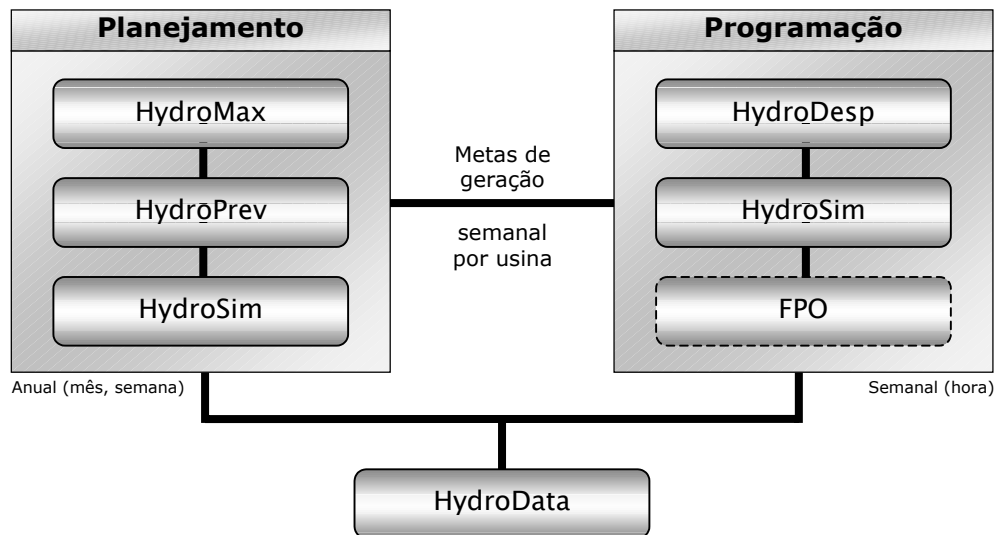 Planejamento
HydroMax
HydroPrev
HydroSim
Anual (mês, semana)
Metas de
geração
semanal
por usina
Programação
HydroDesp
HydroSim
FPO
Semanal (hora)
HydroData